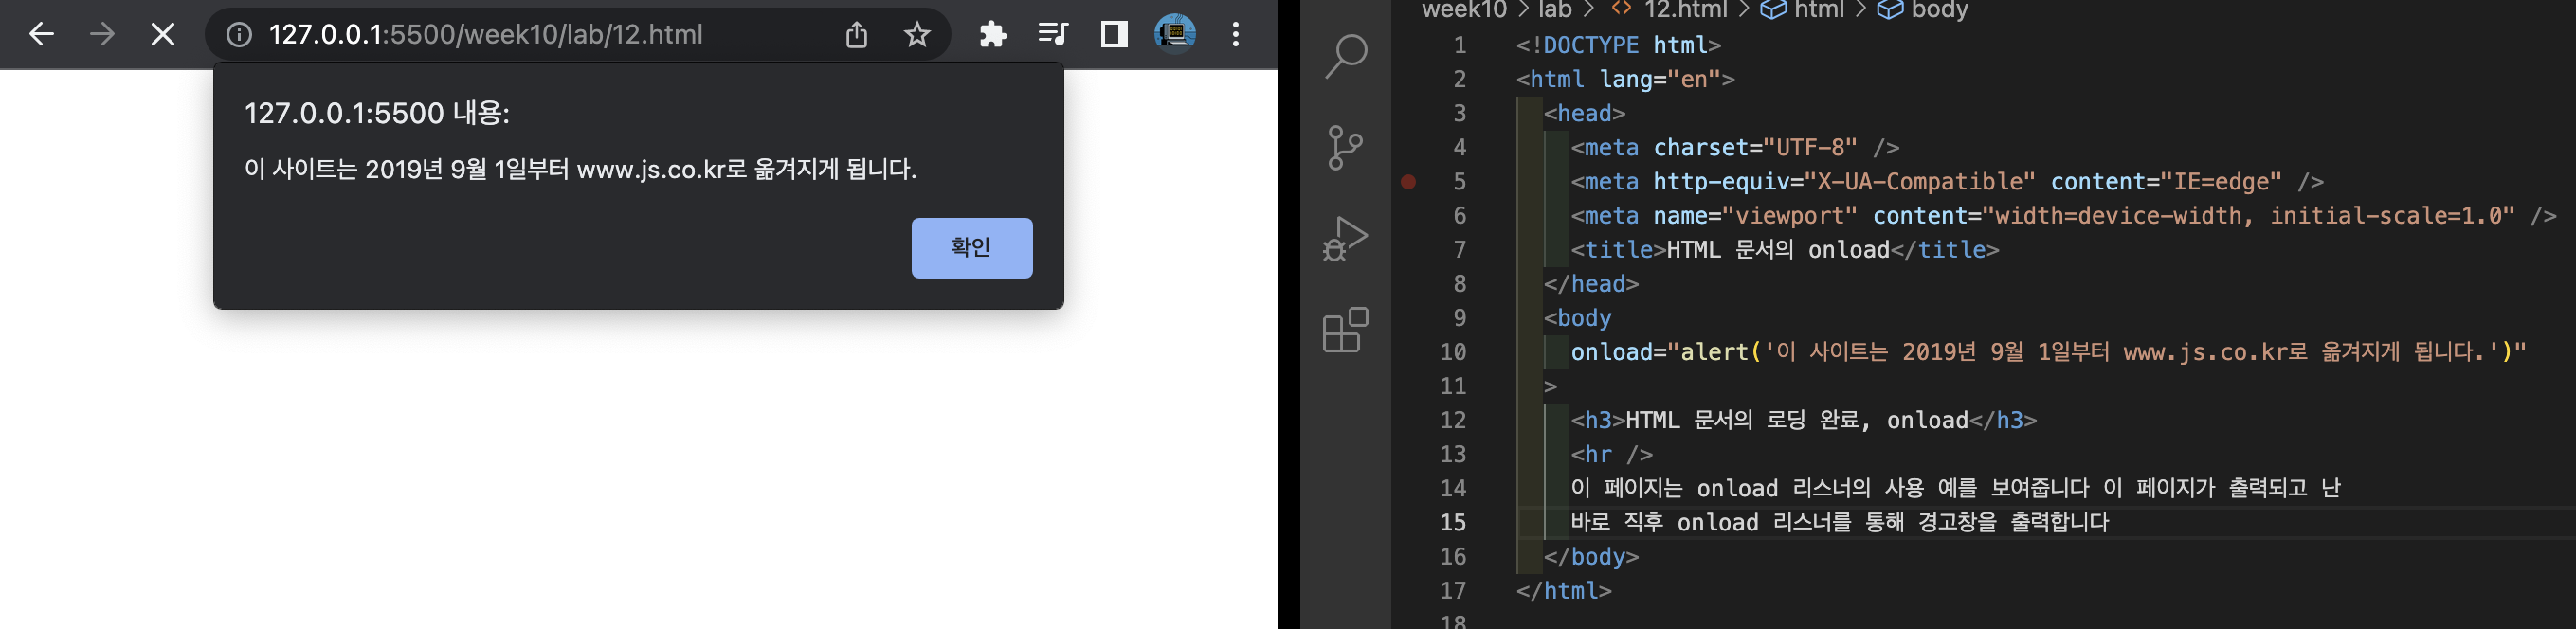 127.0.0.1:5500/week10/lab/12.html
127.0.0.1:5500 내용:
이 사이트는 2019년 9월 1일부터 www.js.co.kr로 옮겨지게 됩니다.
확인
week10 > lab > <> 12.html > html > body
1 <!DOCTYPE html>
2 <html lang="en">
3 <head>
4 <meta charset="UTF-8" />
5 <meta http-equiv="X-UA-Compatible" content="IE=edge" />
6 <meta name="viewport" content="width=device-width, initial-scale=1.0" />
7 <title>HTML 문서의 onload</title>
8 </head>
9 <body
10 onload="alert('이 사이트는 2019년 9월 1일부터 www.js.co.kr로 옮겨지게 됩니다.')"
11 >
12 <h3>HTML 문서의 로딩 완료, onload</h3>
13 <hr />
14 이 페이지는 onload 리스너의 사용 예를 보여줍니다 이 페이지가 출력되고 난
15 바로 직후 onload 리스너를 통해 경고창을 출력합니다
16 </body>
17 </html>
18